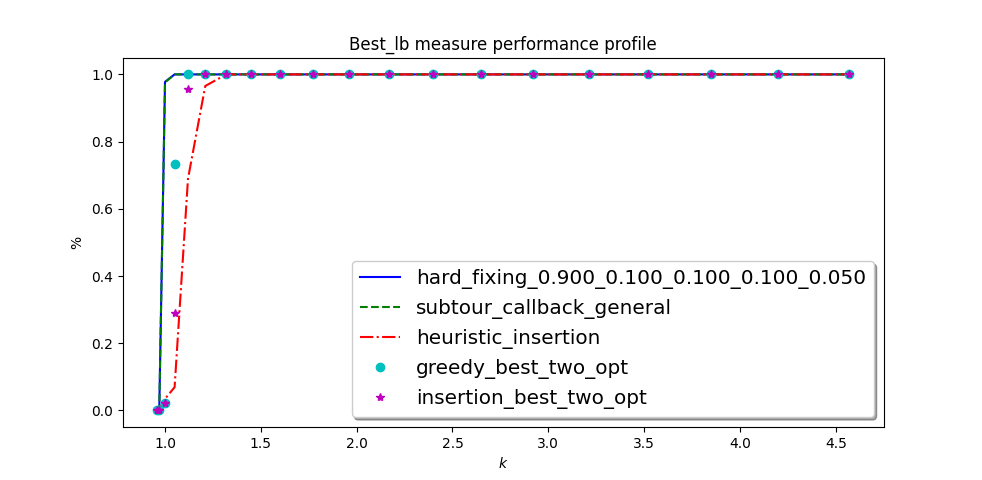 Best_lb measure performance profile
1.0
0.8
0.6
0.4
0.2
0.0
%
hard_fixing_0.900_0.100_0.100_0.100_0.050
subtour_callback_general
heuristic_insertion
greedy_best_two_opt
insertion_best_two_opt
1.0 1.5 2.0 2.5 3.0 3.5 4.0 4.5
k